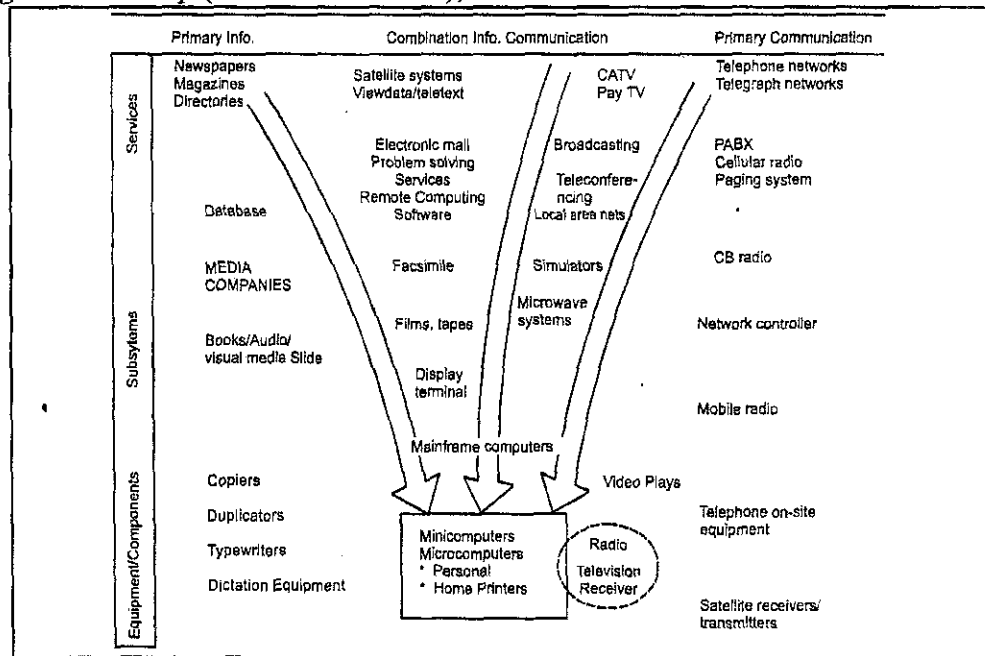 Primary Info. Combination Info. Communication Primary Communication
Services
Newspapers
Magazines
Directories
Satellite systems
Viewdata/teletext
CATV
Pay TV
Telephone networks
Telegraph networks
Electronic mall
Problem solving
Services
Remote Computing
Software
Broadcasting
Teleconfere-
ncing
Local area nets
PABX
Cellular radio
Paging system
Database
Subsytems
MEDIA
COMPANIES
Facsimile
Simulators
CB radio
Films, tapes
Microwave
systems
Network controller
Books/Audio/
visual media Slide
Display
terminal
Mobile radio
Mainframe computers
Equipment/Components
Copiers
Video Plays
Duplicators
Telephone on-site
equipment
Typewriters
Dictation Equipment
Minicomputers
Microcomputers
* Personal
* Home Printers
Radio
Television
Receiver
Satellite receivers/
transmitters